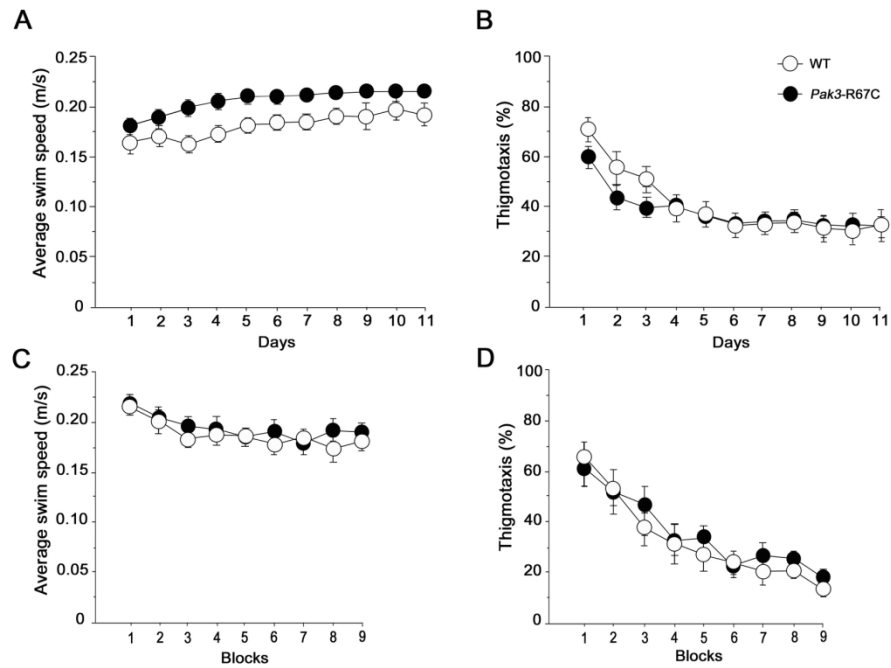 A
Average swim speed (m/s)
0.25
0.20
0.15
0.10
0.05
0
1 2 3 4 5 6 7 8 9 10 11
Days
B
Thigmotaxis (%)
100
80
60
40
20
0
1 2 3 4 5 6 7 8 9 10 11
Days
WT
Pak3-R67C
C
Average swim speed (m/s)
0.25
0.20
0.15
0.10
0.05
0
1 2 3 4 5 6 7 8 9
Blocks
D
Thigmotaxis (%)
100
80
60
40
20
0
1 2 3 4 5 6 7 8 9
Blocks